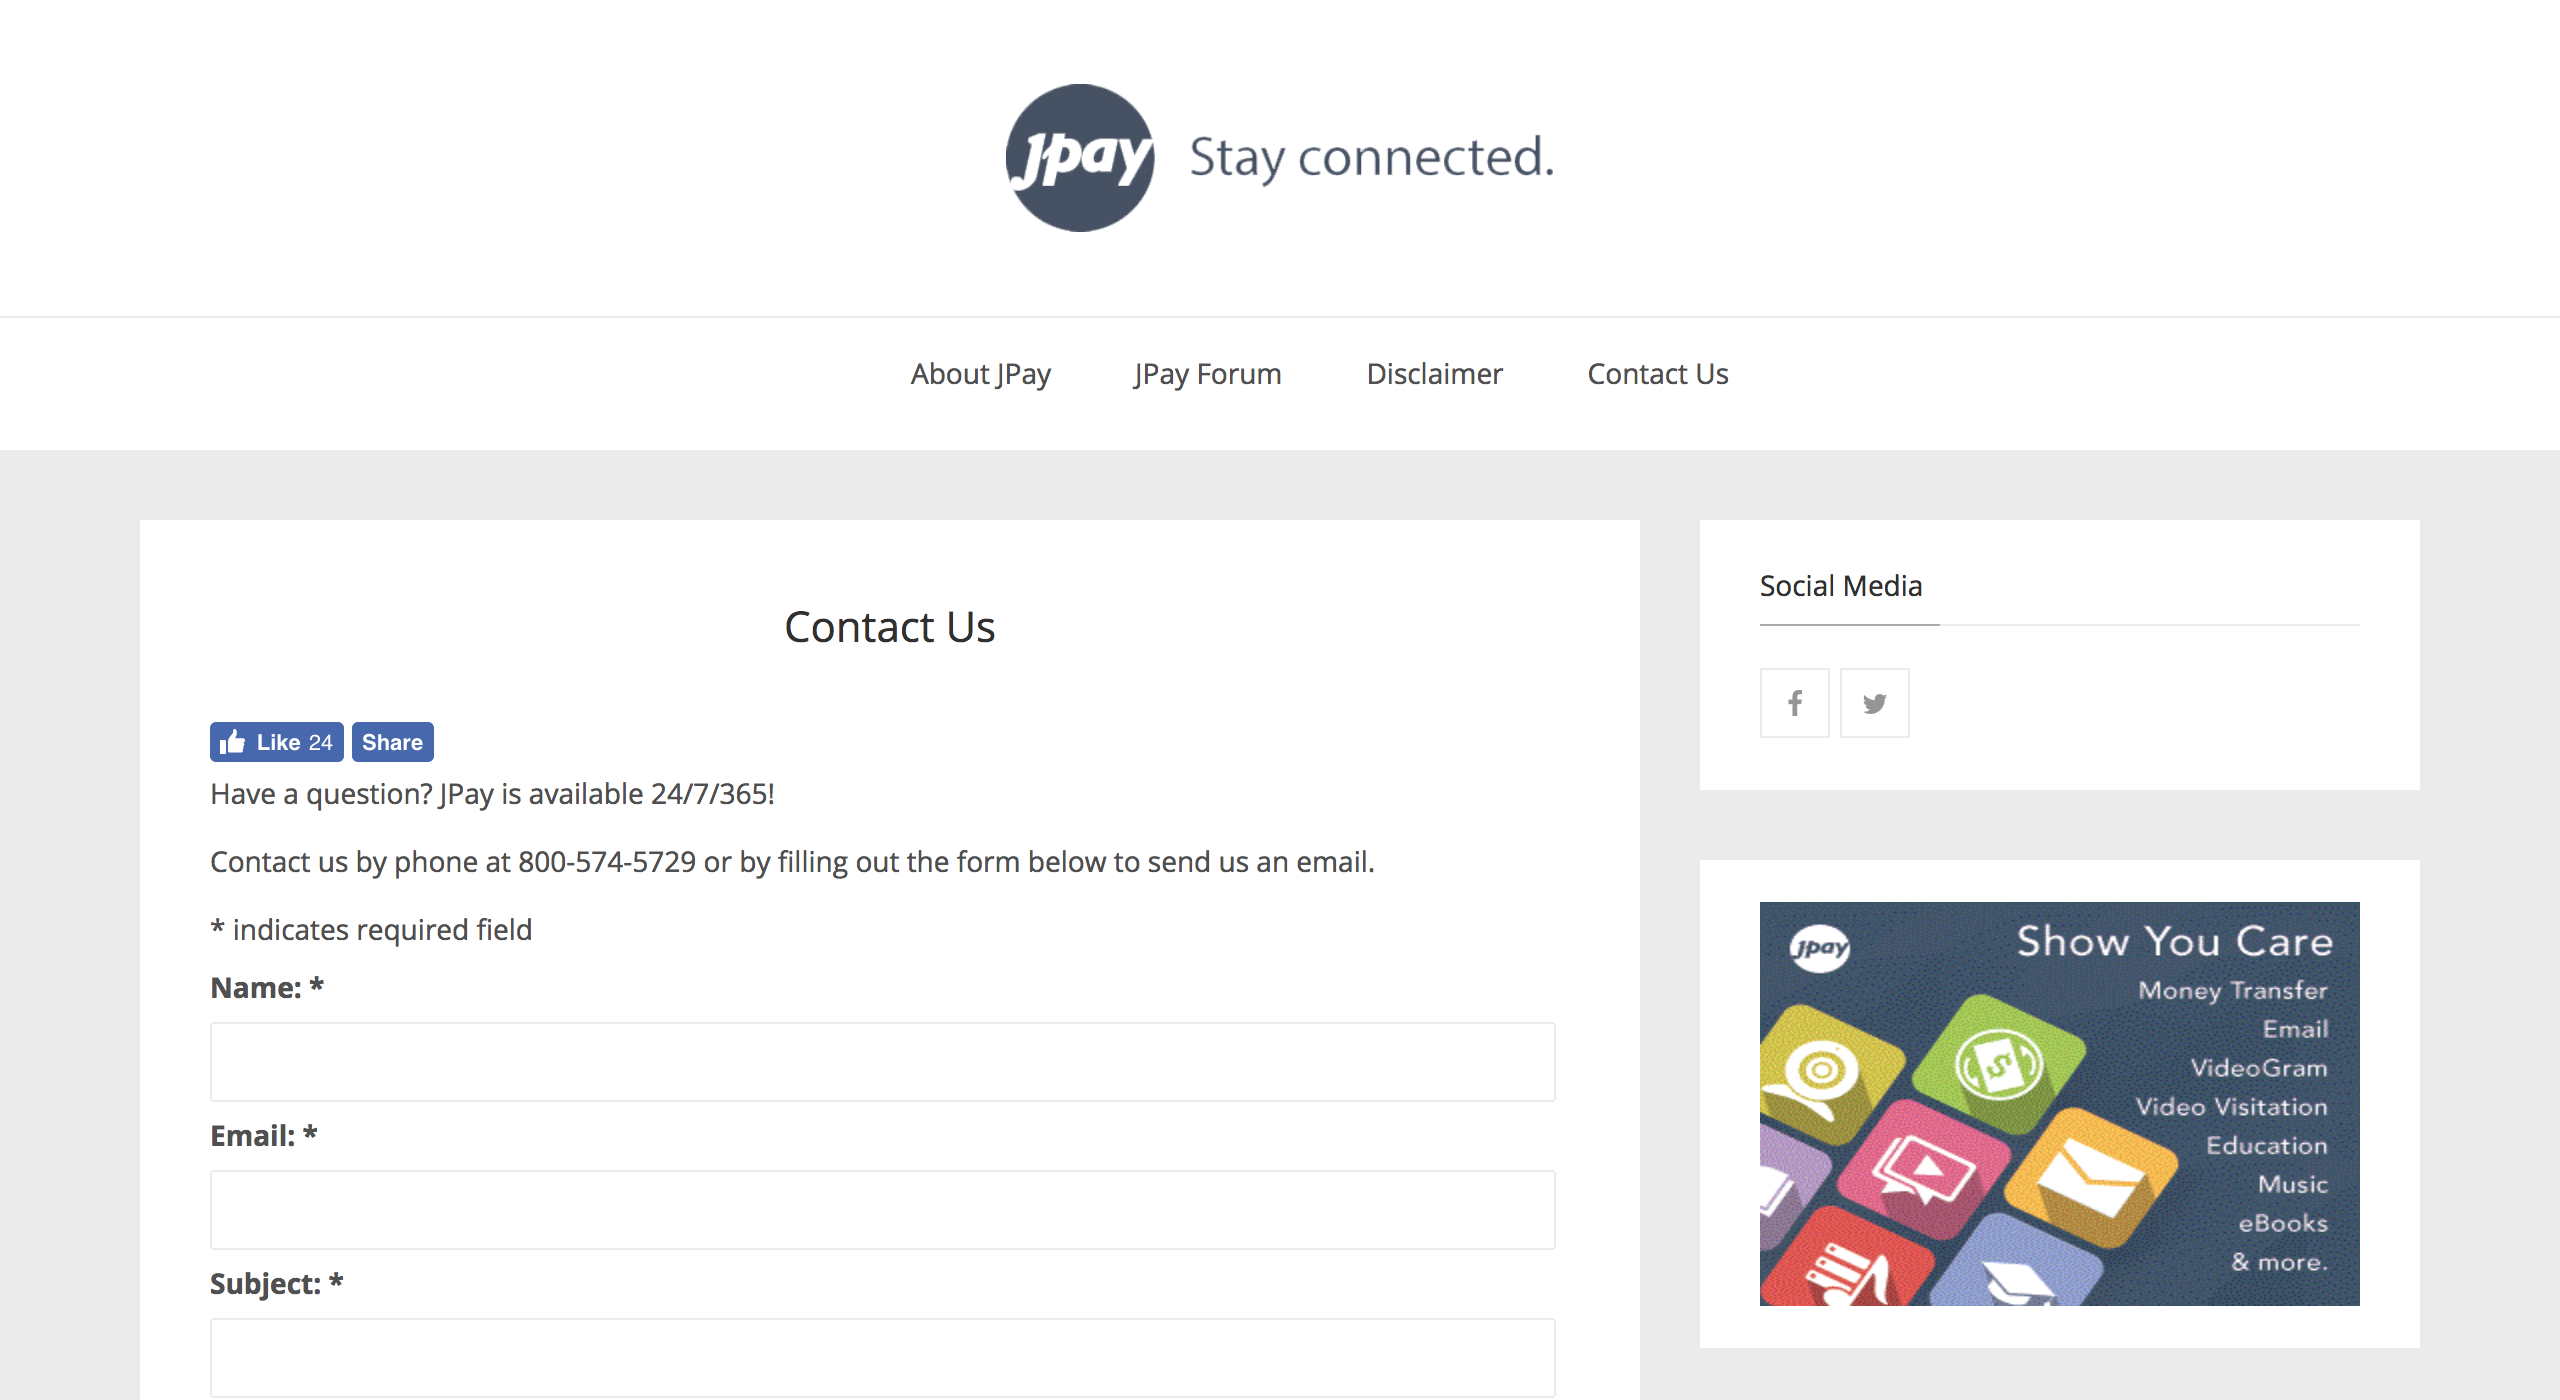 Jpay Stay connected.
About JPay JPay Forum Disclaimer Contact Us
Contact Us
Like 24 Share
Have a question? JPay is available 24/7/365!
Contact us by phone at 800-574-5729 or by filling out the form below to send us an email.
* indicates required field
Name: *
Email: *
Subject: *
Social Media
Jpay
Show You Care
Money Transfer
Email
VideoGram
Video Visitation
Education
Music
eBooks
& more.